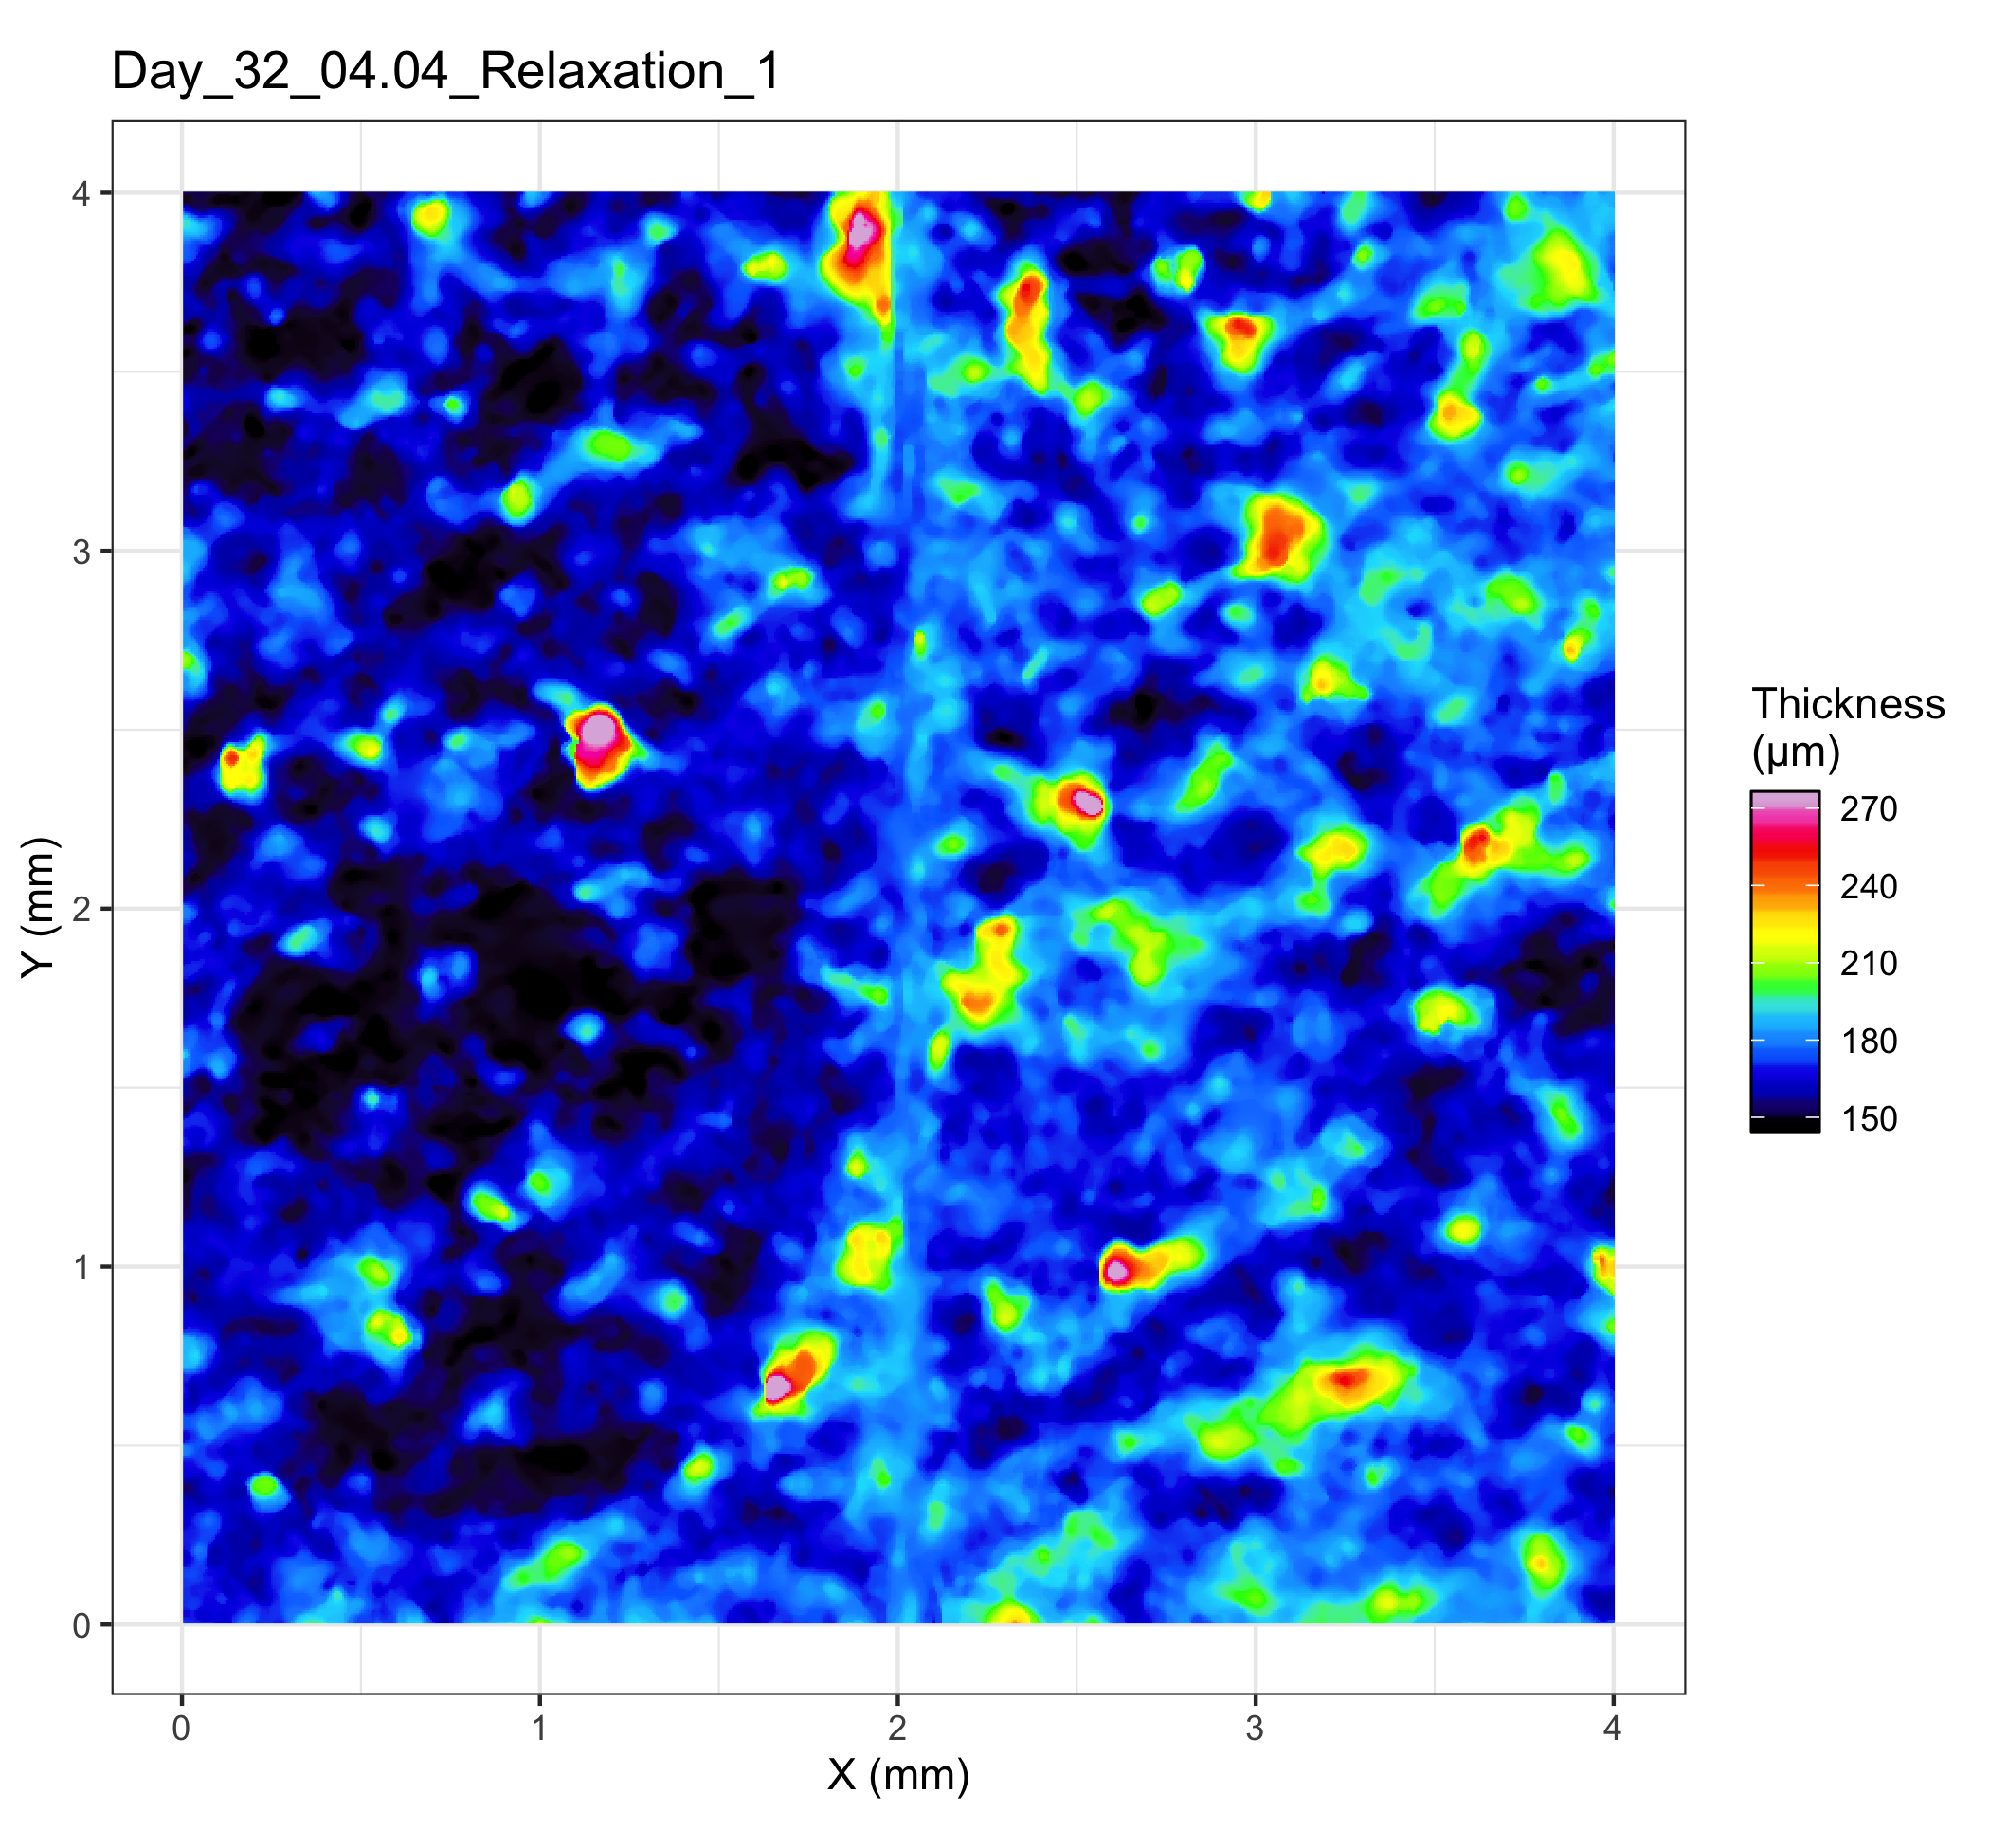 Day_32_04.04_Relaxation_1
4
3
2
1
0
Y (mm)
0 1 2 3 4
X (mm)
Thickness
(μm)
270
240
210
180
150